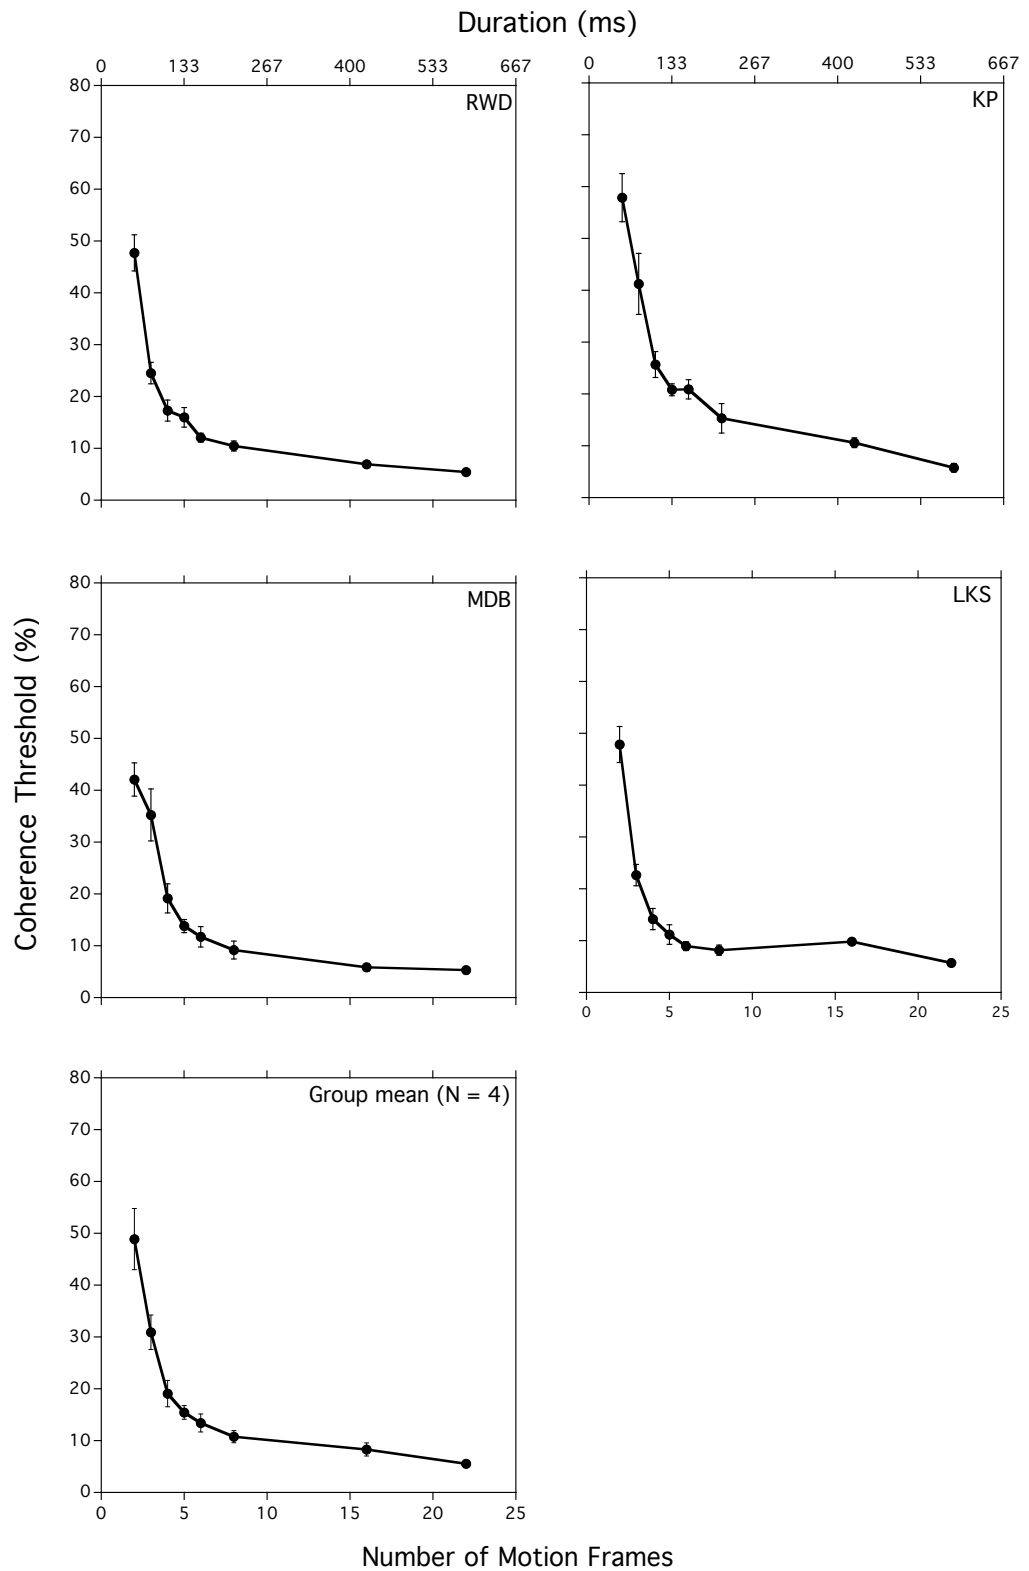 Duration (ms)
0 133 267 400 533 667
0 133 267 400 533 667
RWD
80
70
60
50
40
30
20
10
0
KP
MDB
80
70
60
50
40
30
20
10
0
LKS
0 5 10 15 20 25
Coherence Threshold (%)
Group mean (N = 4)
80
70
60
50
40
30
20
10
0
0 5 10 15 20 25
Number of Motion Frames